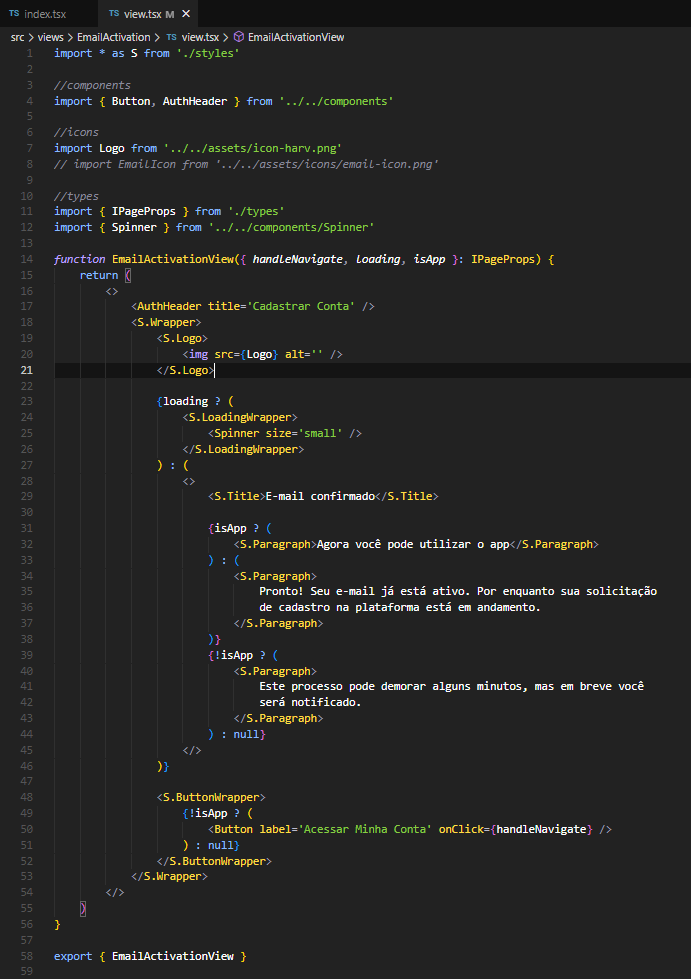 TS index.tsx TS view.tsx M ×
src > views > EmailActivation > TS view.tsx > EmailActivationView
1 import * as S from './styles'
2
3 //components
4 import { Button, AuthHeader } from '../../components'
5
6 //icons
7 import Logo from '../../assets/icon-harv.png'
8 // import EmailIcon from '../../assets/icons/email-icon.png'
9
10 //types
11 import { IPageProps } from './types'
12 import { Spinner } from '../../components/Spinner'
13
14 function EmailActivationView({ handleNavigate, loading, isApp }: IPageProps) {
15     return (
16         <>
17             <AuthHeader title='Cadastrar Conta' />
18             <S.Wrapper>
19                 <S.Logo>
20                     <img src={Logo} alt='' />
21                 </S.Logo>
22
23                 {loading ? (
24                     <S.LoadingWrapper>
25                         <Spinner size='small' />
26                     </S.LoadingWrapper>
27                 ) : (
28                     <>
29                         <S.Title>E-mail confirmado</S.Title>
30
31                         {isApp ? (
32                             <S.Paragraph>Agora você pode utilizar o app</S.Paragraph>
33                         ) : (
34                             <S.Paragraph>
35                                 Pronto! Seu e-mail já está ativo. Por enquanto sua solicitação
36                                 de cadastro na plataforma está em andamento.
37                             </S.Paragraph>
38                         )}
39                         {!isApp ? (
40                             <S.Paragraph>
41                                 Este processo pode demorar alguns minutos, mas em breve você
42                                 será notificado.
43                             </S.Paragraph>
44                         ) : null}
45                     </>
46                 )}
47
48                 <S.ButtonWrapper>
49                     {!isApp ? (
50                         <Button label='Acessar Minha Conta' onClick={handleNavigate} />
51                     ) : null}
52                 </S.ButtonWrapper>
53             </S.Wrapper>
54         </>
55     )
56 }
57
58 export { EmailActivationView }
59